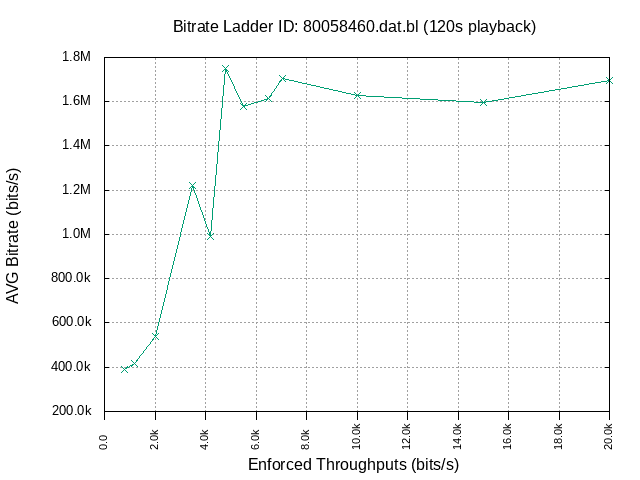 Bitrate Ladder ID: 80058460.dat.bl (120s playback)
1.8M
1.6M
1.4M
1.2M
1.0M
800.0k
600.0k
400.0k
200.0k
AVG Bitrate (bits/s)
0.0
2.0k
4.0k
6.0k
8.0k
10.0k
12.0k
14.0k
16.0k
18.0k
20.0k
Enforced Throughputs (bits/s)